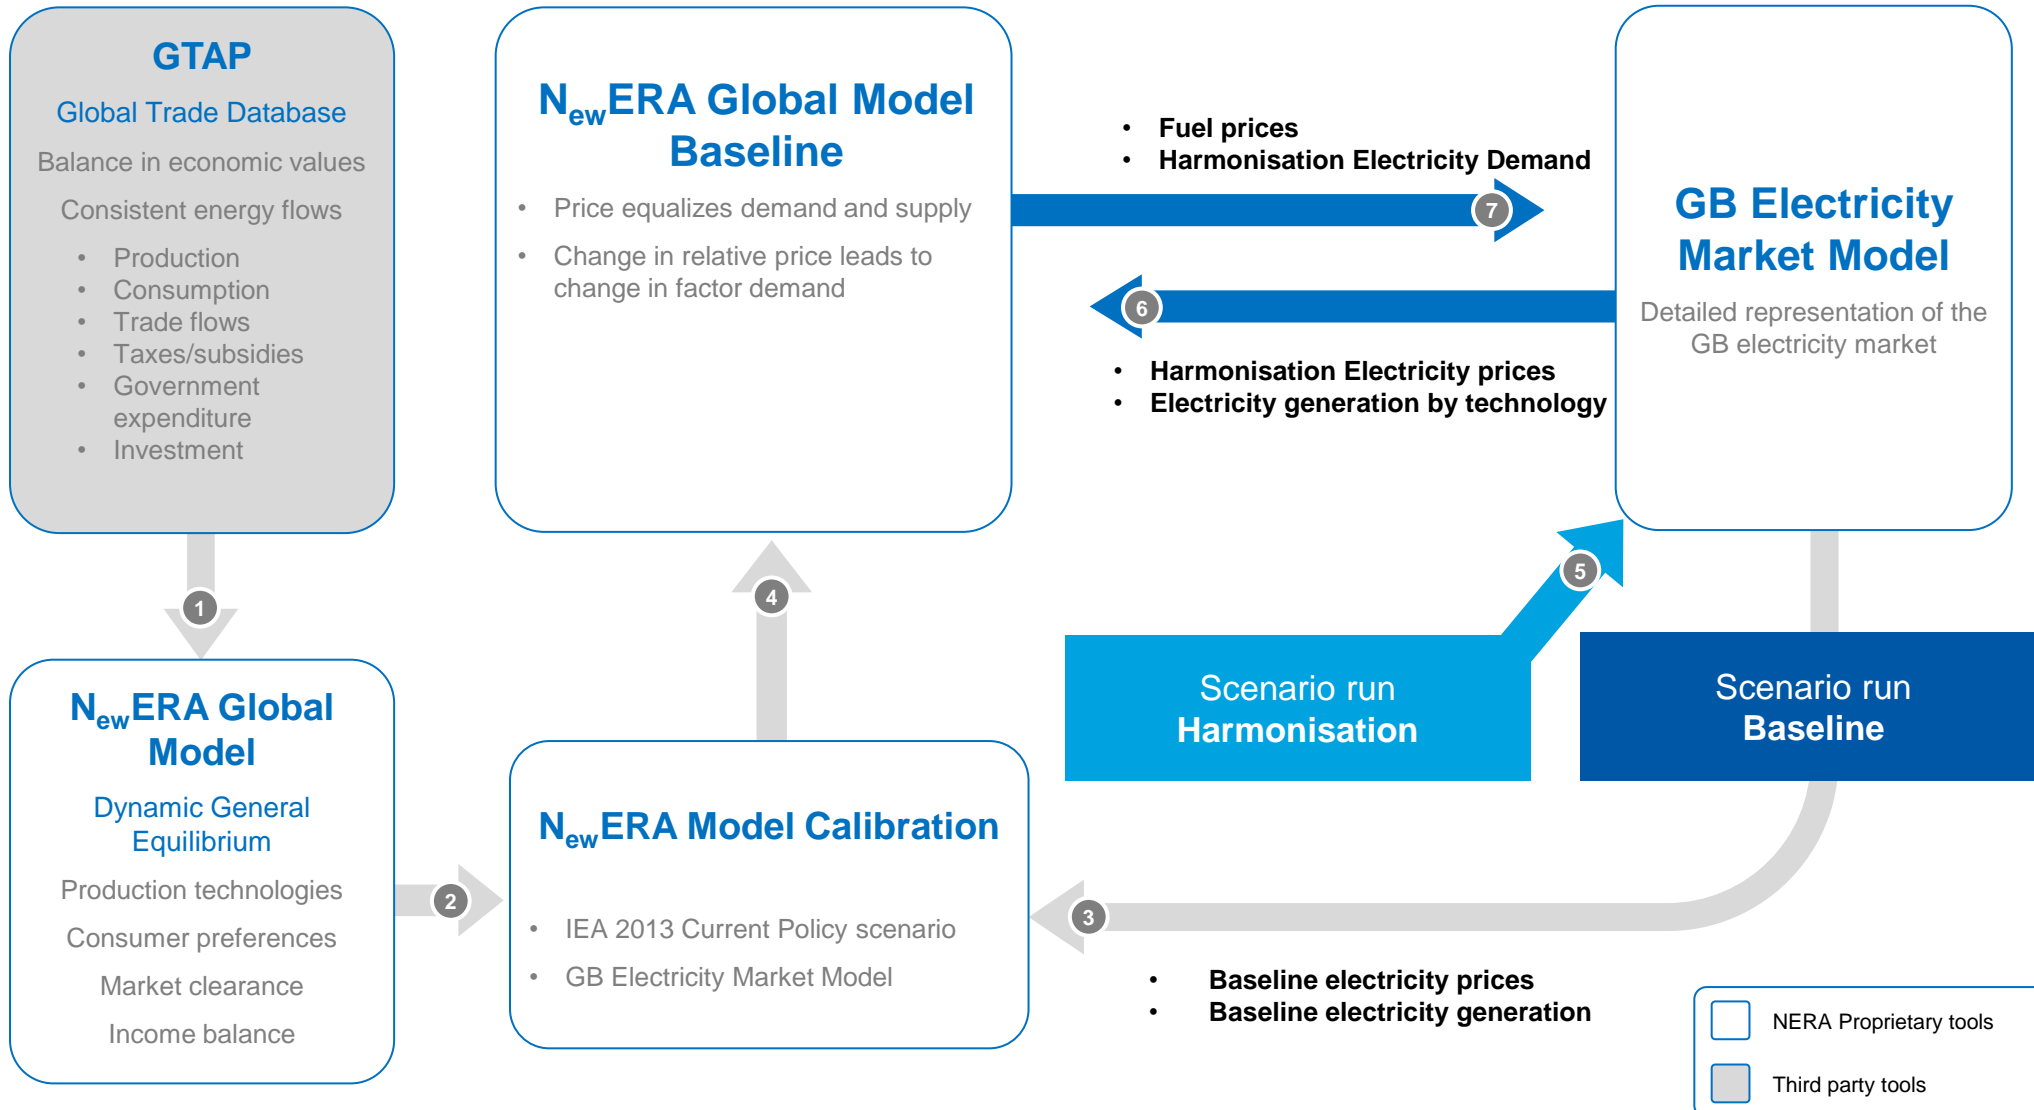 GTAP
Global Trade Database
Balance in economic values
Consistent energy flows
• Production
• Consumption
• Trade flows
• Taxes/subsidies
• Government
expenditure
• Investment
1
NewERA Global
Model
Dynamic General
Equilibrium
Production technologies
Consumer preferences
Market clearance
Income balance
2
NewERA Global Model
Baseline
• Price equalizes demand and supply
• Change in relative price leads to
change in factor demand
4
NewERA Model Calibration
• IEA 2013 Current Policy scenario
• GB Electricity Market Model
• Fuel prices
• Harmonisation Electricity Demand
7
6
• Harmonisation Electricity prices
• Electricity generation by technology
GB Electricity
Market Model
Detailed representation of the
GB electricity market
5
Scenario run
Harmonisation
Scenario run
Baseline
3
• Baseline electricity prices
• Baseline electricity generation
NERA Proprietary tools
Third party tools